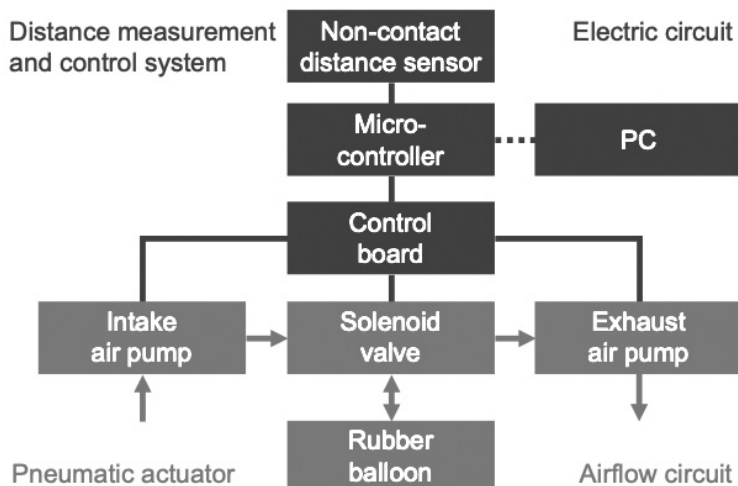 Distance measurement
and control system
Non-contact
distance sensor
Electric circuit
Micro-
controller
PC
Control
board
Intake
air pump
Solenoid
valve
Exhaust
air pump
Pneumatic actuator
Rubber
balloon
Airflow circuit